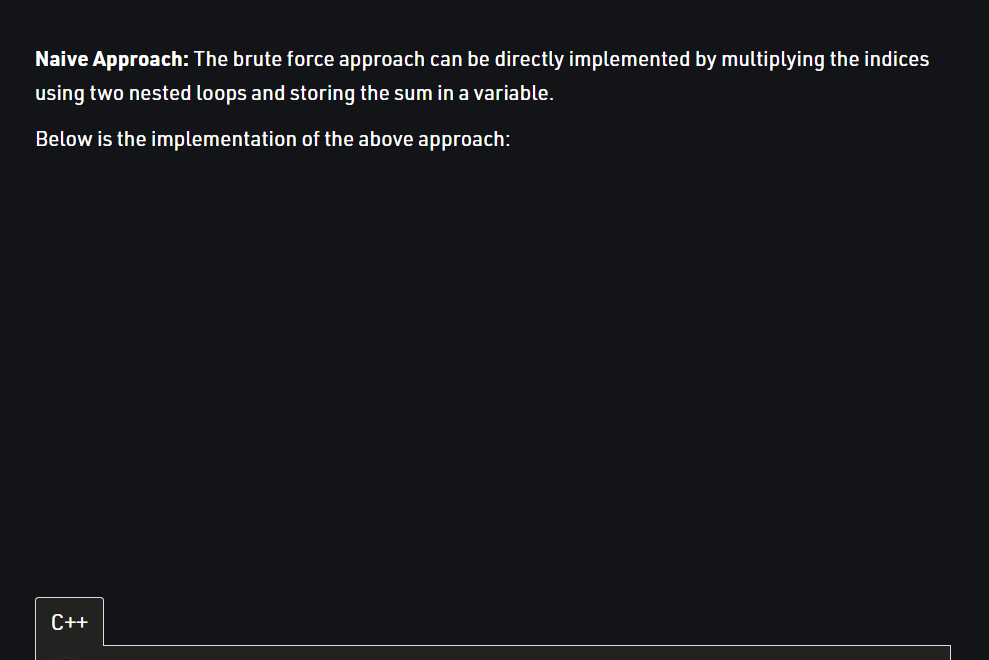 Naive Approach: The brute force approach can be directly implemented by multiplying the indices
using two nested loops and storing the sum in a variable.
Below is the implementation of the above approach:
C++